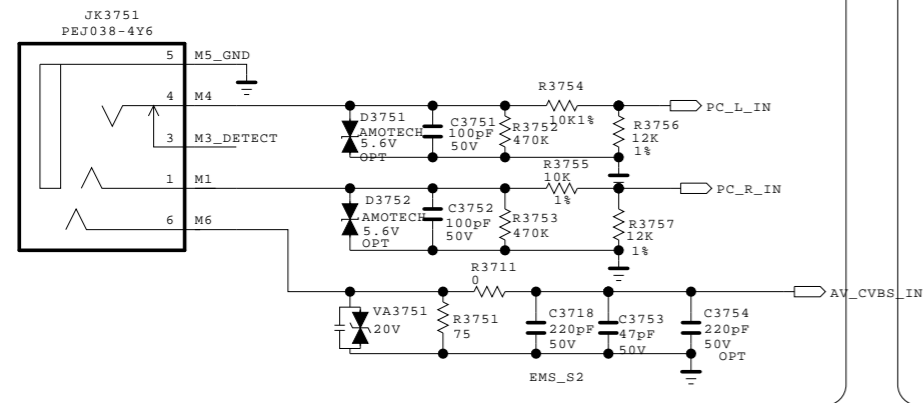 JK3751
PEJ038-4Y6
5
M5_GND
4
M4
3
M3_DETECT
1
M1
6
M6
D3751
AMOTECH
5.6V
OPT
C3751
100pF
50V
R3752
470K
R3754
10K1%
R3756
12K
1%
PC_L_IN
D3752
AMOTECH
5.6V
OPT
C3752
100pF
50V
R3753
470K
R3755
10K
1%
R3757
12K
1%
PC_R_IN
VA3751
20V
R3751
75
R3711
0
C3718
220pF
50V
EMS_S2
C3753
47pF
50V
C3754
220pF
50V
OPT
AV_CVBS_IN